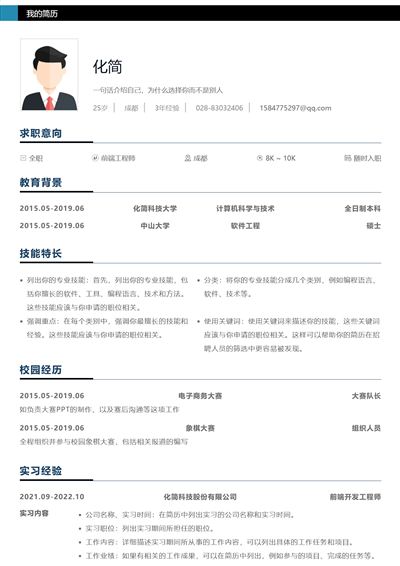 我的简历
化简
一句话介绍自己，为什么选择你而不是别人
25岁 成都 3年经验 028-83032406 1584775297@qq.com
求职意向
全职 前端工程师 成都 8K ~ 10K 随时入职
教育背景
2015.05-2019.06 化简科技大学 计算机科学与技术 全日制本科
2015.05-2019.06 中山大学 软件工程 硕士
技能特长
• 列出你的专业技能：首先，列出你的专业技能，包
括你擅长的软件、工具、编程语言、技术和方法。
这些技能应该与你申请的职位相关。
• 强调重点：在每个类别中，强调你最擅长的技能和
经验。这些技能应该与你申请的职位相关。
• 分类：将你的专业技能分成几个类别，例如编程语言、
软件、技术等。
• 使用关键词：使用关键词来描述你的技能，这些关键词
应该与你申请的职位相关。这样可以帮助你的简历在招
聘人员的筛选中更容易被发现。
校园经历
2015.05-2019.06 电子商务大赛 大赛队长
如负责大赛PPT的制作，以及赛后沟通等这项工作
2015.05-2019.06 象棋大赛 组织人员
全程组织并参与校园象棋大赛，包括相关报道的编写
实习经验
2021.09-2022.10 化简科技股份有限公司 前端开发工程师
实习内容 • 公司名称、实习时间：在简历中列出实习的公司名称和实习时间。
• 实习职位：列出实习期间所担任的职位。
• 工作内容：详细描述实习期间所从事的工作内容，可以列出具体的工作任务和项目。
• 工作业绩：如果有相关的工作成果，可以在简历中列出，例如参与的项目、完成的任务等。